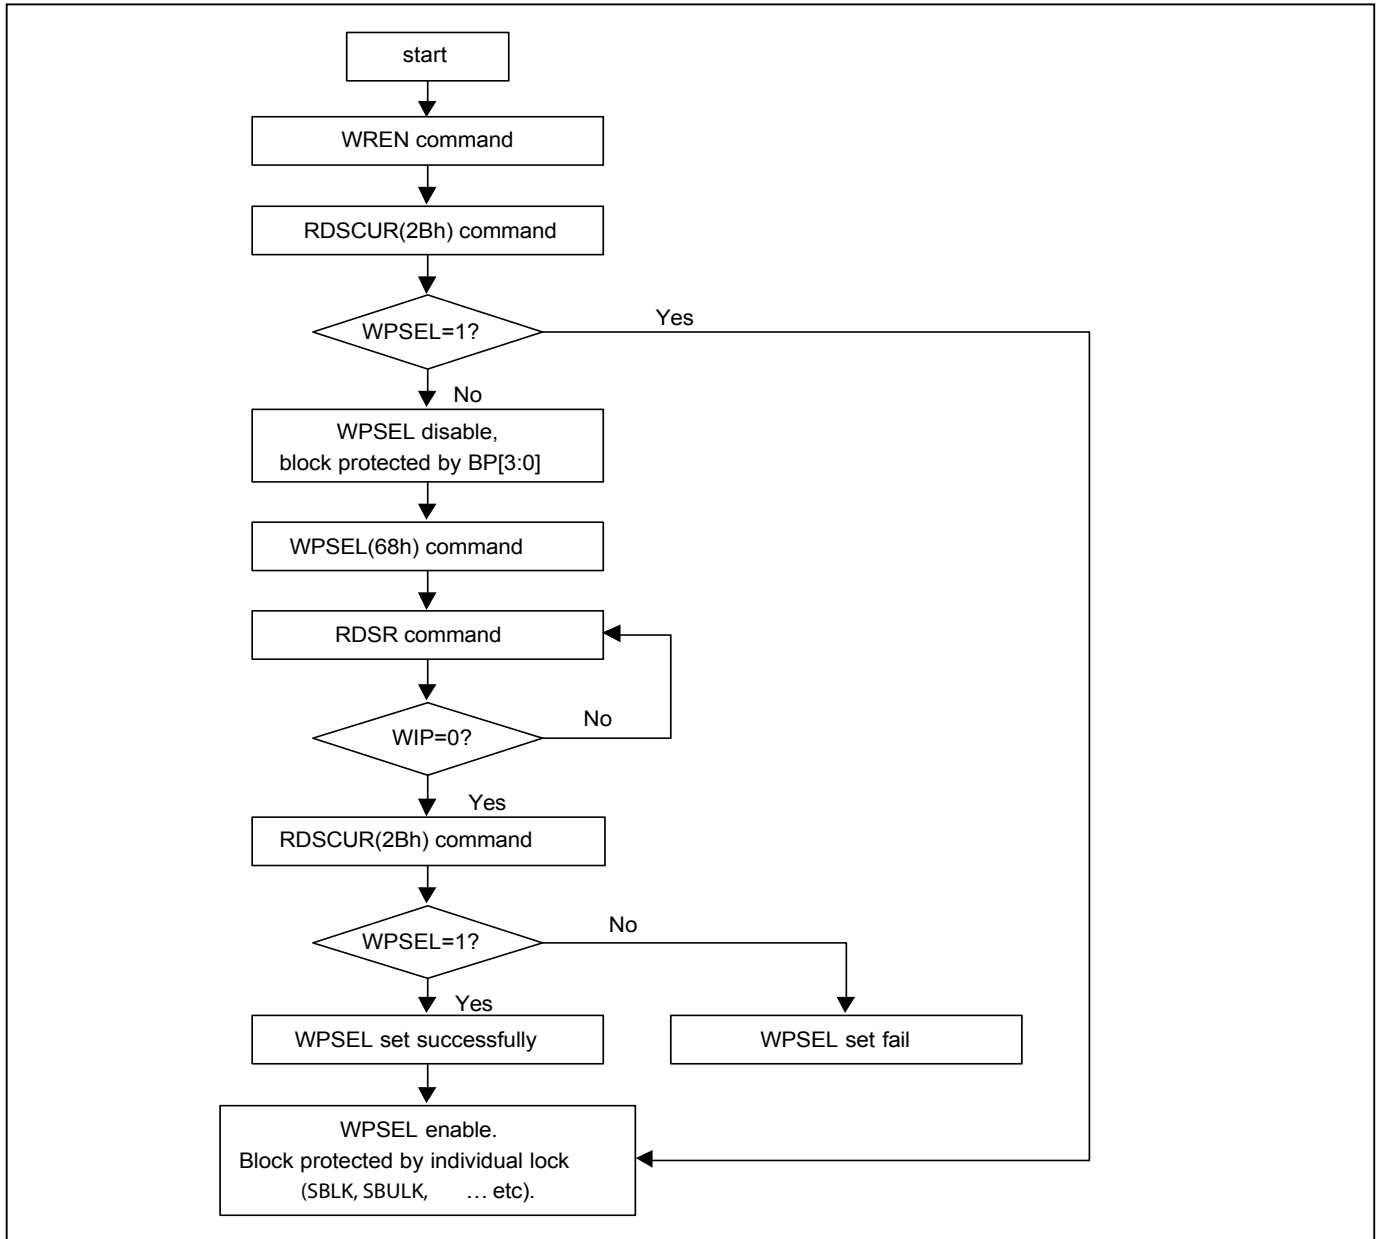 start
WREN command
RDSCUR(2Bh) command
WPSEL=1?
Yes
No
WPSEL disable,
block protected by BP[3:0]
WPSEL(68h) command
RDSR command
WIP=0?
No
Yes
RDSCUR(2Bh) command
WPSEL=1?
No
Yes
WPSEL set successfully
WPSEL set fail
WPSEL enable.
Block protected by individual lock
(SBLK, SBULK, … etc).